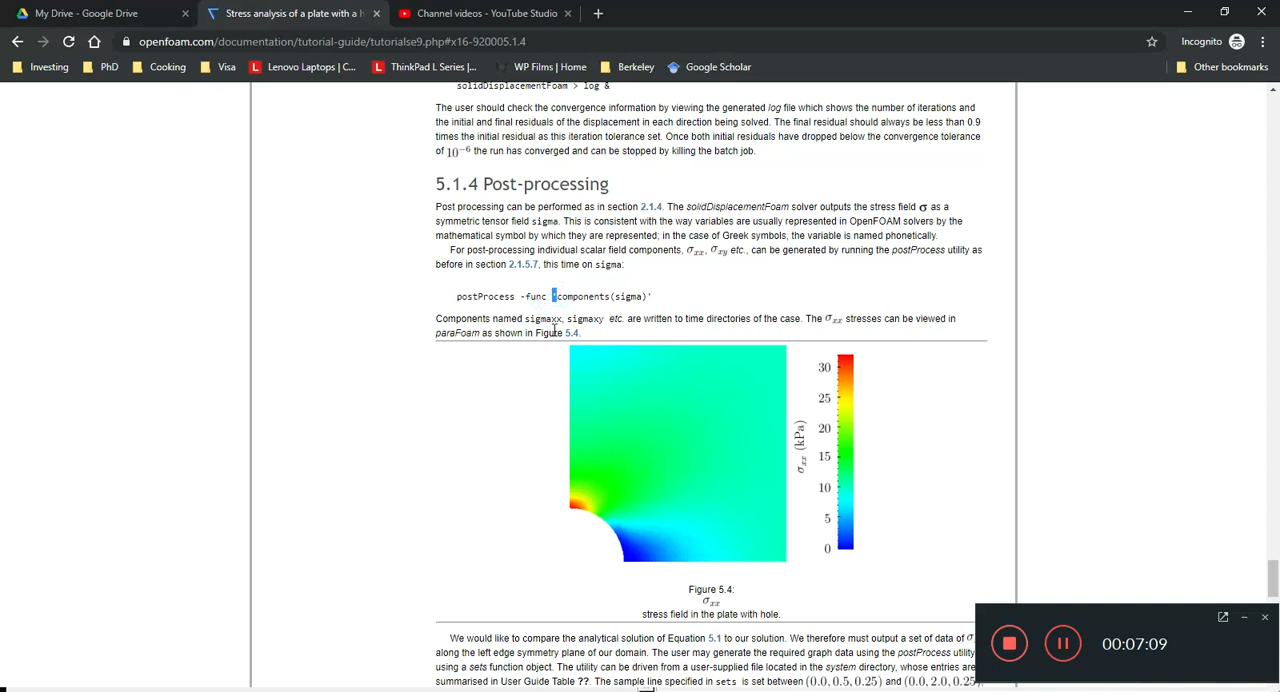 My Drive - Google Drive
Stress analysis of a plate with a h
Channel videos - YouTube Studio
openfoam.com/documentation/tutorial-guide/tutorialse9.php#x16-920005.1.4
Incognito
Investing
PhD
Cooking
Visa
L Lenovo Laptops | C...
L ThinkPad L Series |...
WP Films | Home
Berkeley
Google Scholar
Other bookmarks
solidDisplacementFoam > log &
The user should check the convergence information by viewing the generated log file which shows the number of iterations and
the initial and final residuals of the displacement in each direction being solved. The final residual should always be less than 0.9
times the initial residual as this iteration tolerance set. Once both initial residuals have dropped below the convergence tolerance
of 10⁻⁶ the run has converged and can be stopped by killing the batch job.
5.1.4 Post-processing
Post processing can be performed as in section 2.1.4. The solidDisplacementFoam solver outputs the stress field σ as a
symmetric tensor field sigma. This is consistent with the way variables are usually represented in OpenFOAM solvers by the
mathematical symbol by which they are represented; in the case of Greek symbols, the variable is named phonetically.
For post-processing individual scalar field components, σxx, σxy etc., can be generated by running the postProcess utility as
before in section 2.1.5.7, this time on sigma:
postProcess -func 'components(sigma)'
Components named sigmaxx, sigmaxy etc. are written to time directories of the case. The σxx stresses can be viewed in
paraFoam as shown in Figure 5.4.
30
25
20
15
10
5
0
σxx (kPa)
Figure 5.4:
σxx
stress field in the plate with hole.
We would like to compare the analytical solution of Equation 5.1 to our solution. We therefore must output a set of data of σ
along the left edge symmetry plane of our domain. The user may generate the required graph data using the postProcess utility
using a sets function object. The utility can be driven from a user-supplied file located in the system directory, whose entries are
summarised in User Guide Table ??. The sample line specified in sets is set between (0.0, 0.5, 0.25) and (0.0, 2.0, 0.25),
00:07:09